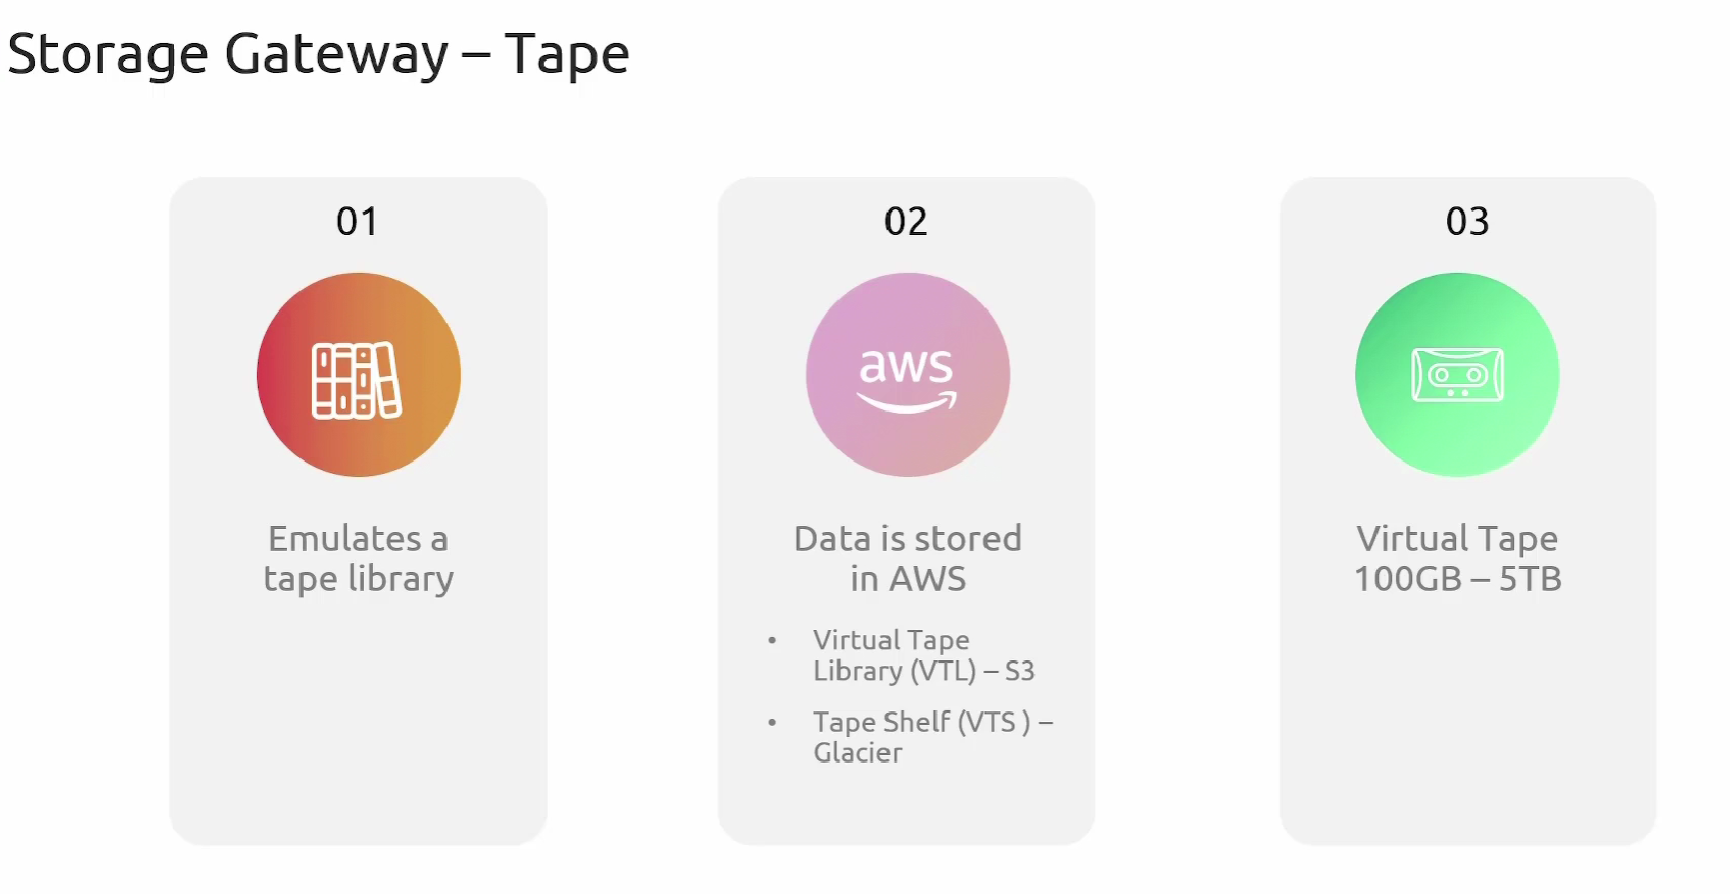 Storage Gateway – Tape
01
Emulates a
tape library
02
aws
Data is stored
in AWS
• Virtual Tape
Library (VTL) – S3
• Tape Shelf (VTS ) –
Glacier
03
Virtual Tape
100GB – 5TB